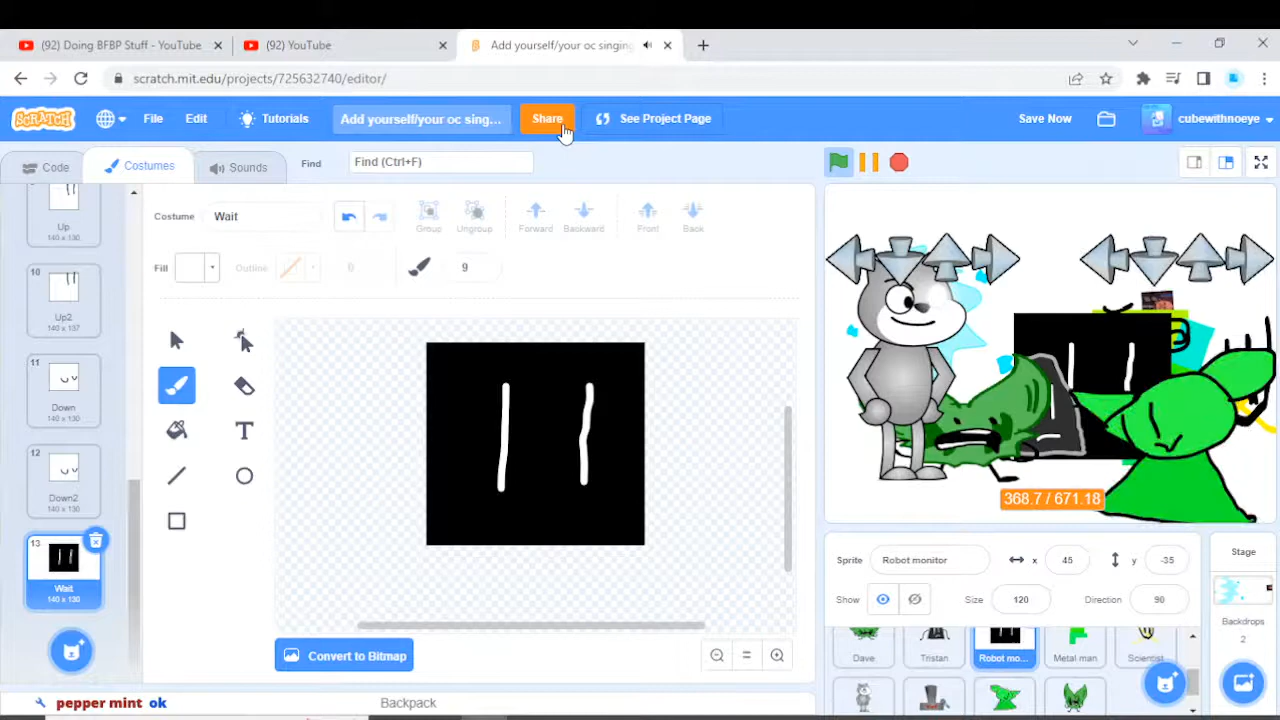 (92) Doing BFBP Stuff - YouTube
(92) YouTube
Add yourself/your oc singing
scratch.mit.edu/projects/725632740/editor/
SCRATCH
File
Edit
Tutorials
Add yourself/your oc sing...
Share
See Project Page
Save Now
cubewithnoeye
Code
Costumes
Sounds
Find
Find (Ctrl+F)
Up
140 x 130
10
Up2
140 x 137
11
Down
140 x 130
12
Down2
140 x 130
13
Wait
140 x 130
Costume
Wait
Group
Ungroup
Forward
Backward
Front
Back
Fill
Outline
0
9
Convert to Bitmap
368.7 / 671.18
Sprite
Robot monitor
x
45
y
-35
Show
Size
120
Direction
90
Stage
Backdrops
2
Dave
Tristan
Robot mo...
Metal man
Scientist
pepper mint ok
Backpack